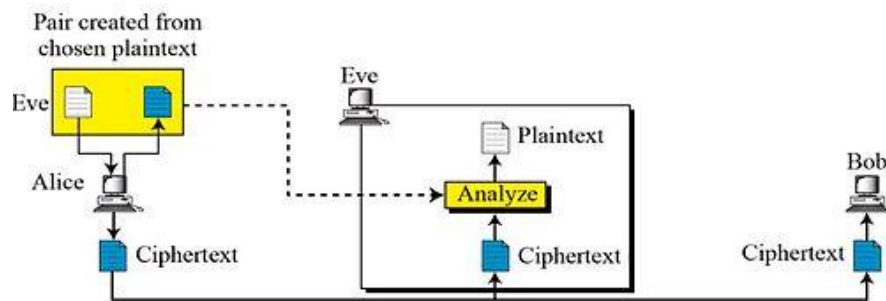 Pair created from
chosen plaintext
Eve
Eve
Plaintext
Alice
Bob
Analyze
Ciphertext
Ciphertext
Ciphertext